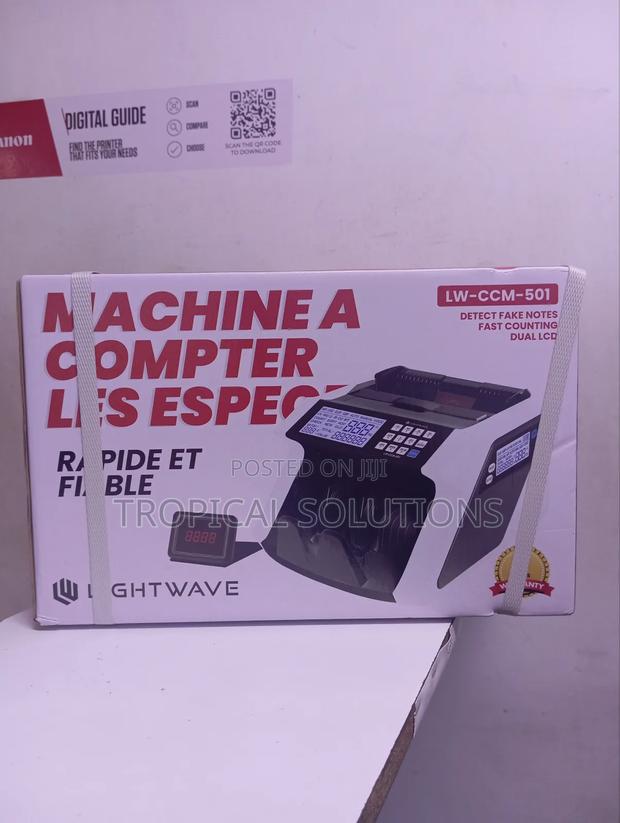 DIGITAL GUIDE
FIND THE PRINTER
THAT FITS YOUR NEEDS
SCAN
COMPARE
CHOOSE
SCAN THE QR CODE
TO DOWNLOAD
MACHINE A
COMPTER
LES ESPEC
RAPIDE ET
FIABLE
LW-CCM-501
DETECT FAKE NOTES
FAST COUNTING
DUAL LCD
POSTED ON JIJI
TROPICAL SOLUTIONS
LIGHTWAVE